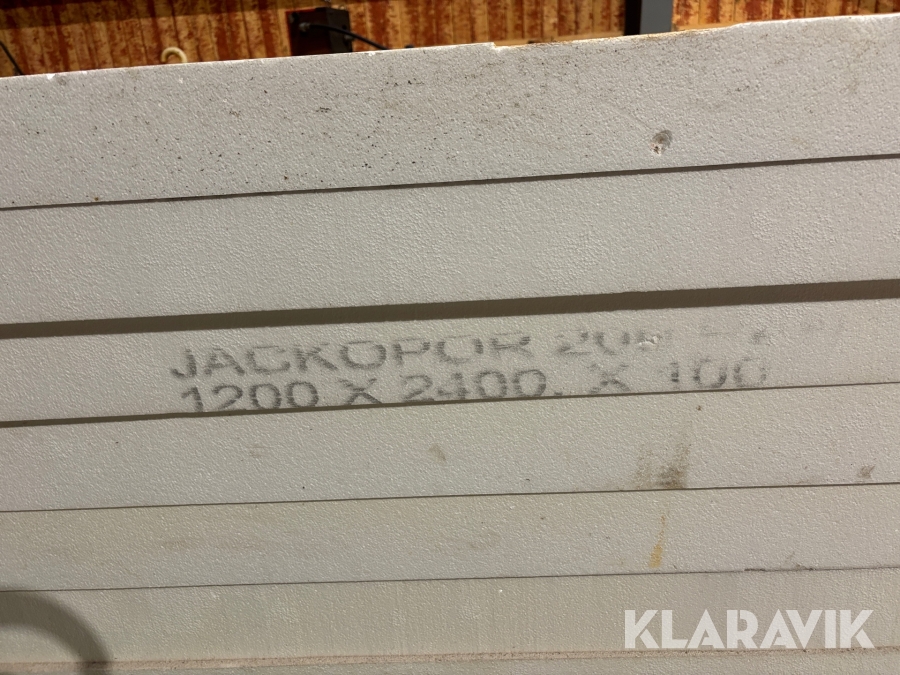 JACKOPOR
1200 X 2400. X 100
KLARAVIK